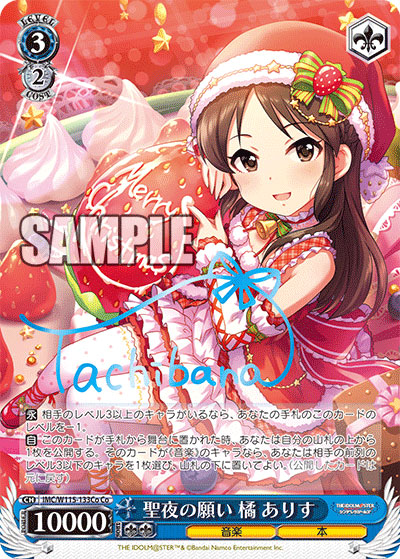 LEVEL
3
2
COST
Merry
Christmas!
SAMPLE
Tachibana
永 相手のレベル3以上のキャラがいるなら、あなたの手札のこのカードの
レベルを－1。
自 このカードが手札から舞台に置かれた時、あなたは自分の山札の上から
1枚を公開する。そのカードが《音楽》のキャラなら、あなたは相手の前列の
レベル3以下のキャラを1枚選び、山札の下に置いてよい。（公開したカードは
元に戻す）
CH IMC/W115-133CoCo
POWER 10000 聖夜の願い 橘 ありす
THE IDOLM@STER
音楽 本
THE IDOLM@STER™& ©Bandai Namco Entertainment Inc.